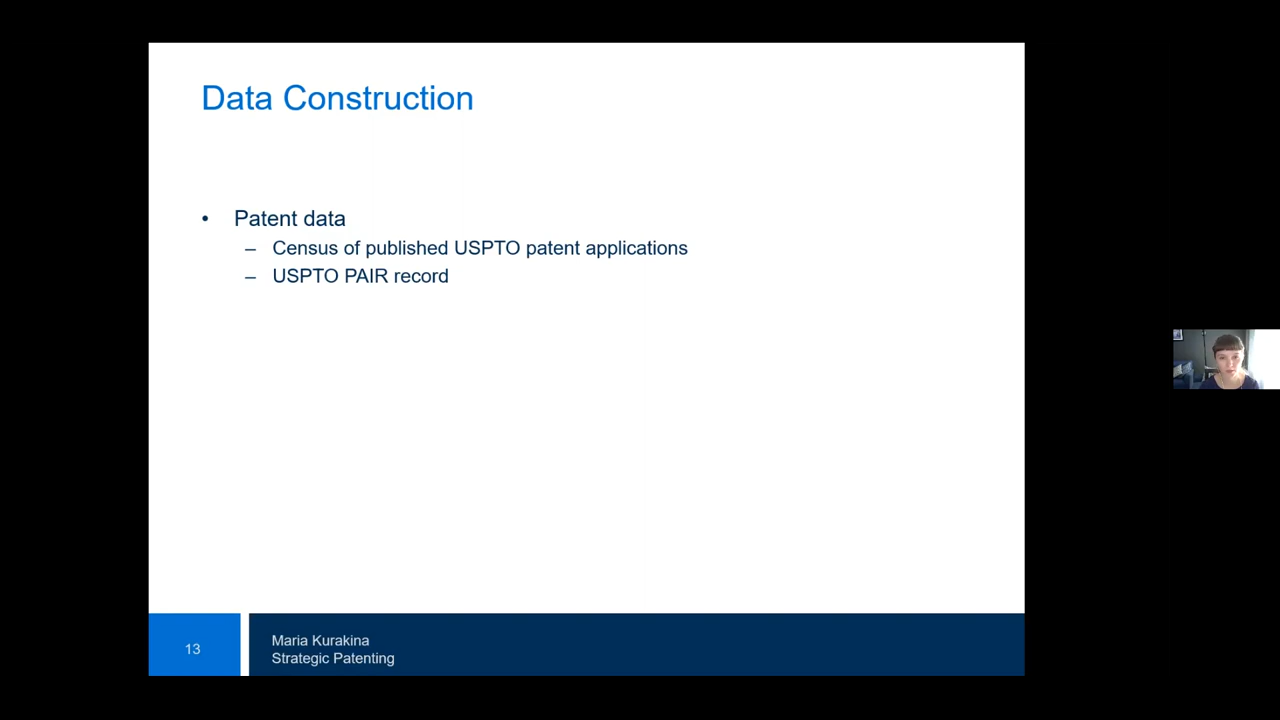 Data Construction
• Patent data
– Census of published USPTO patent applications
– USPTO PAIR record
13
Maria Kurakina
Strategic Patenting